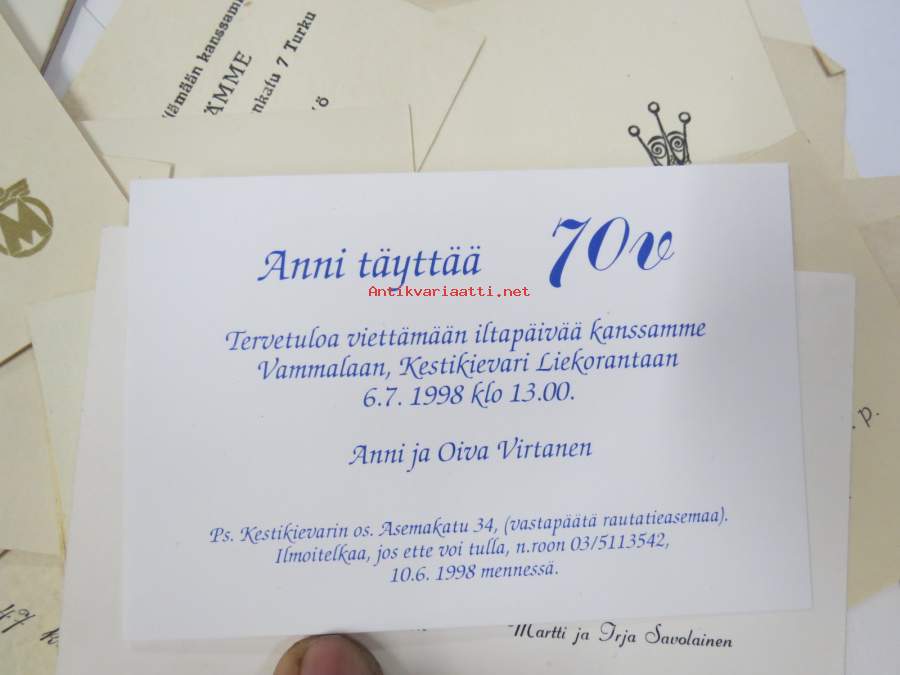 kanssamme
ÄMME
7 Turku
M
Anni täyttää 70v
Antikvariaatti.net
Tervetuloa viettämään iltapäivää kanssamme
Vammalaan, Kestikievari Liekorantaan
6.7. 1998 klo 13.00.
Anni ja Oiva Virtanen
Ps. Kestikievarin os. Asemakatu 34, (vastapäätä rautatieasemaa).
Ilmoitelkaa, jos ette voi tulla, n.roon 03/5113542,
10.6. 1998 mennessä.
Martti ja Irja Savolainen